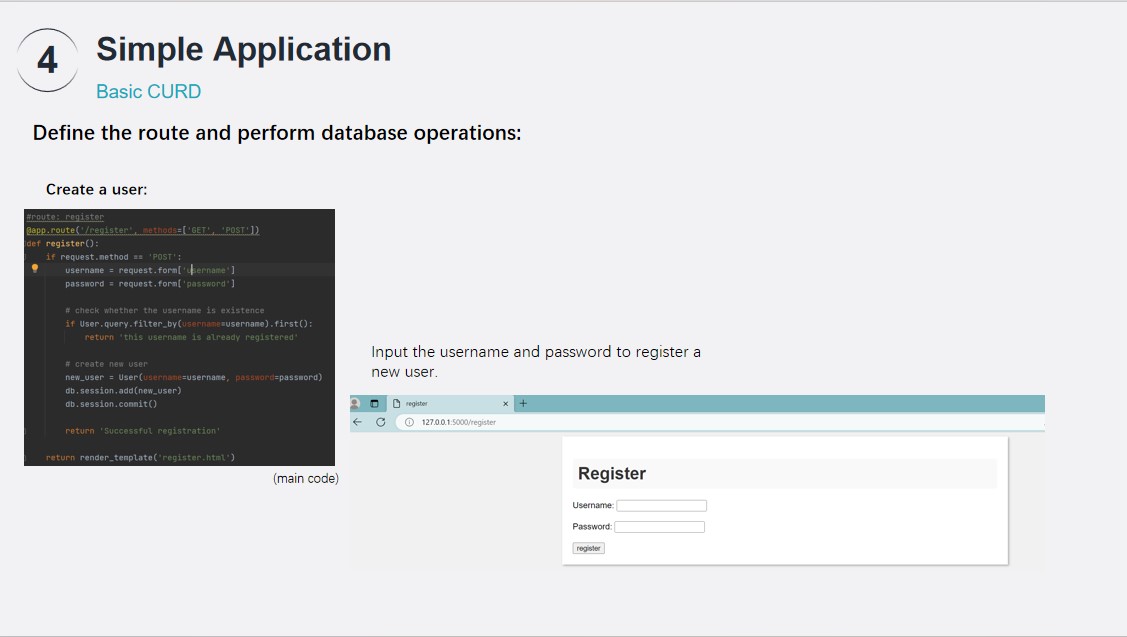 4
Simple Application
Basic CURD
Define the route and perform database operations:
Create a user:
#route: register
@app.route('/register', methods=['GET', 'POST'])
def register():
if request.method == 'POST':
username = request.form['username']
password = request.form['password']
# check whether the username is existence
if User.query.filter_by(username=username).first():
return 'this username is already registered'
# create new user
new_user = User(username=username, password=password)
db.session.add(new_user)
db.session.commit()
return 'Successful registration'
return render_template('register.html')
(main code)
Input the username and password to register a
new user.
register
127.0.0.1:5000/register
Register
Username:
Password:
register